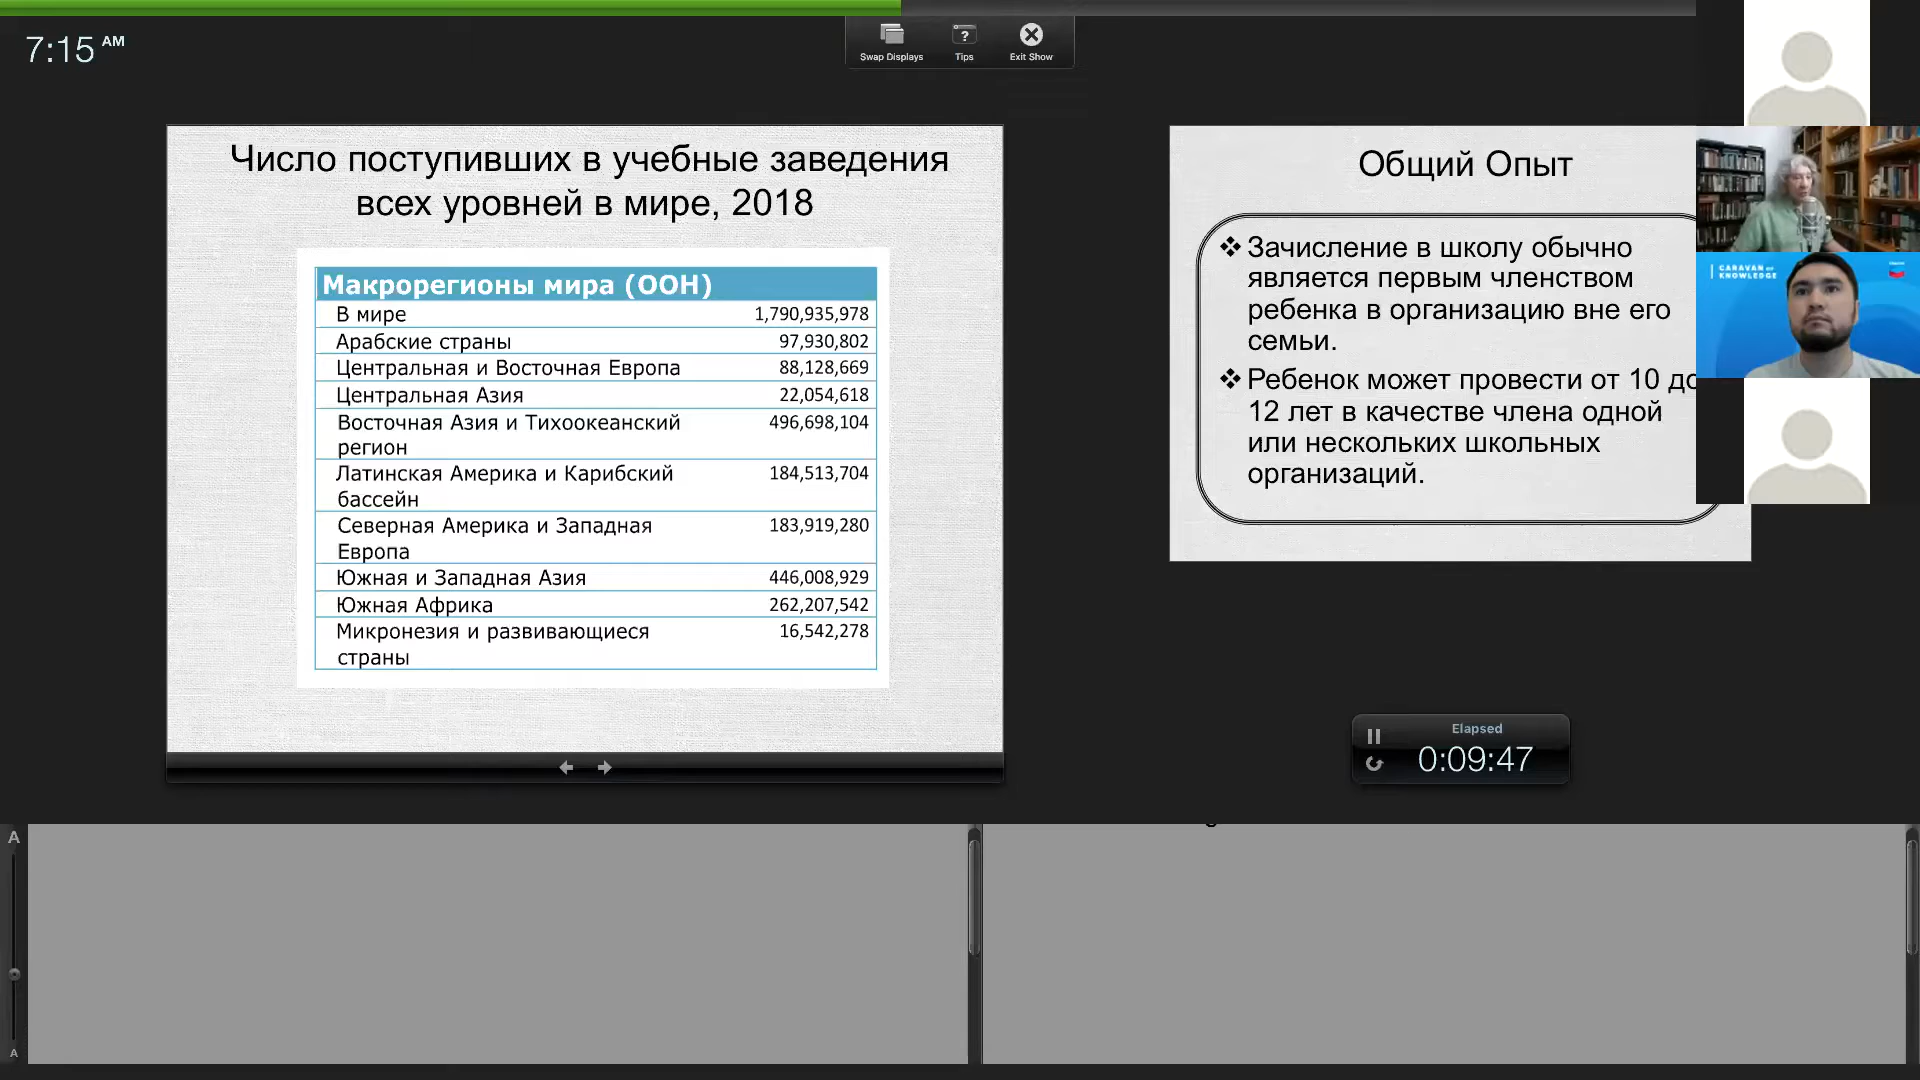 7:15 AM
Swap Displays
Tips
Exit Show
Число поступивших в учебные заведения
всех уровней в мире, 2018
Макрорегионы мира (ООН)
В мире 1,790,935,978
Арабские страны 97,930,802
Центральная и Восточная Европа 88,128,669
Центральная Азия 22,054,618
Восточная Азия и Тихоокеанский 496,698,104
регион
Латинская Америка и Карибский 184,513,704
бассейн
Северная Америка и Западная 183,919,280
Европа
Южная и Западная Азия 446,008,929
Южная Африка 262,207,542
Микронезия и развивающиеся 16,542,278
страны
Общий Опыт
❖ Зачисление в школу обычно
является первым членством
ребенка в организацию вне его
семьи.
❖ Ребенок может провести от 10 до
12 лет в качестве члена одной
или нескольких школьных
организаций.
CARAVAN OF
KNOWLEDGE
Elapsed
0:09:47
A
A